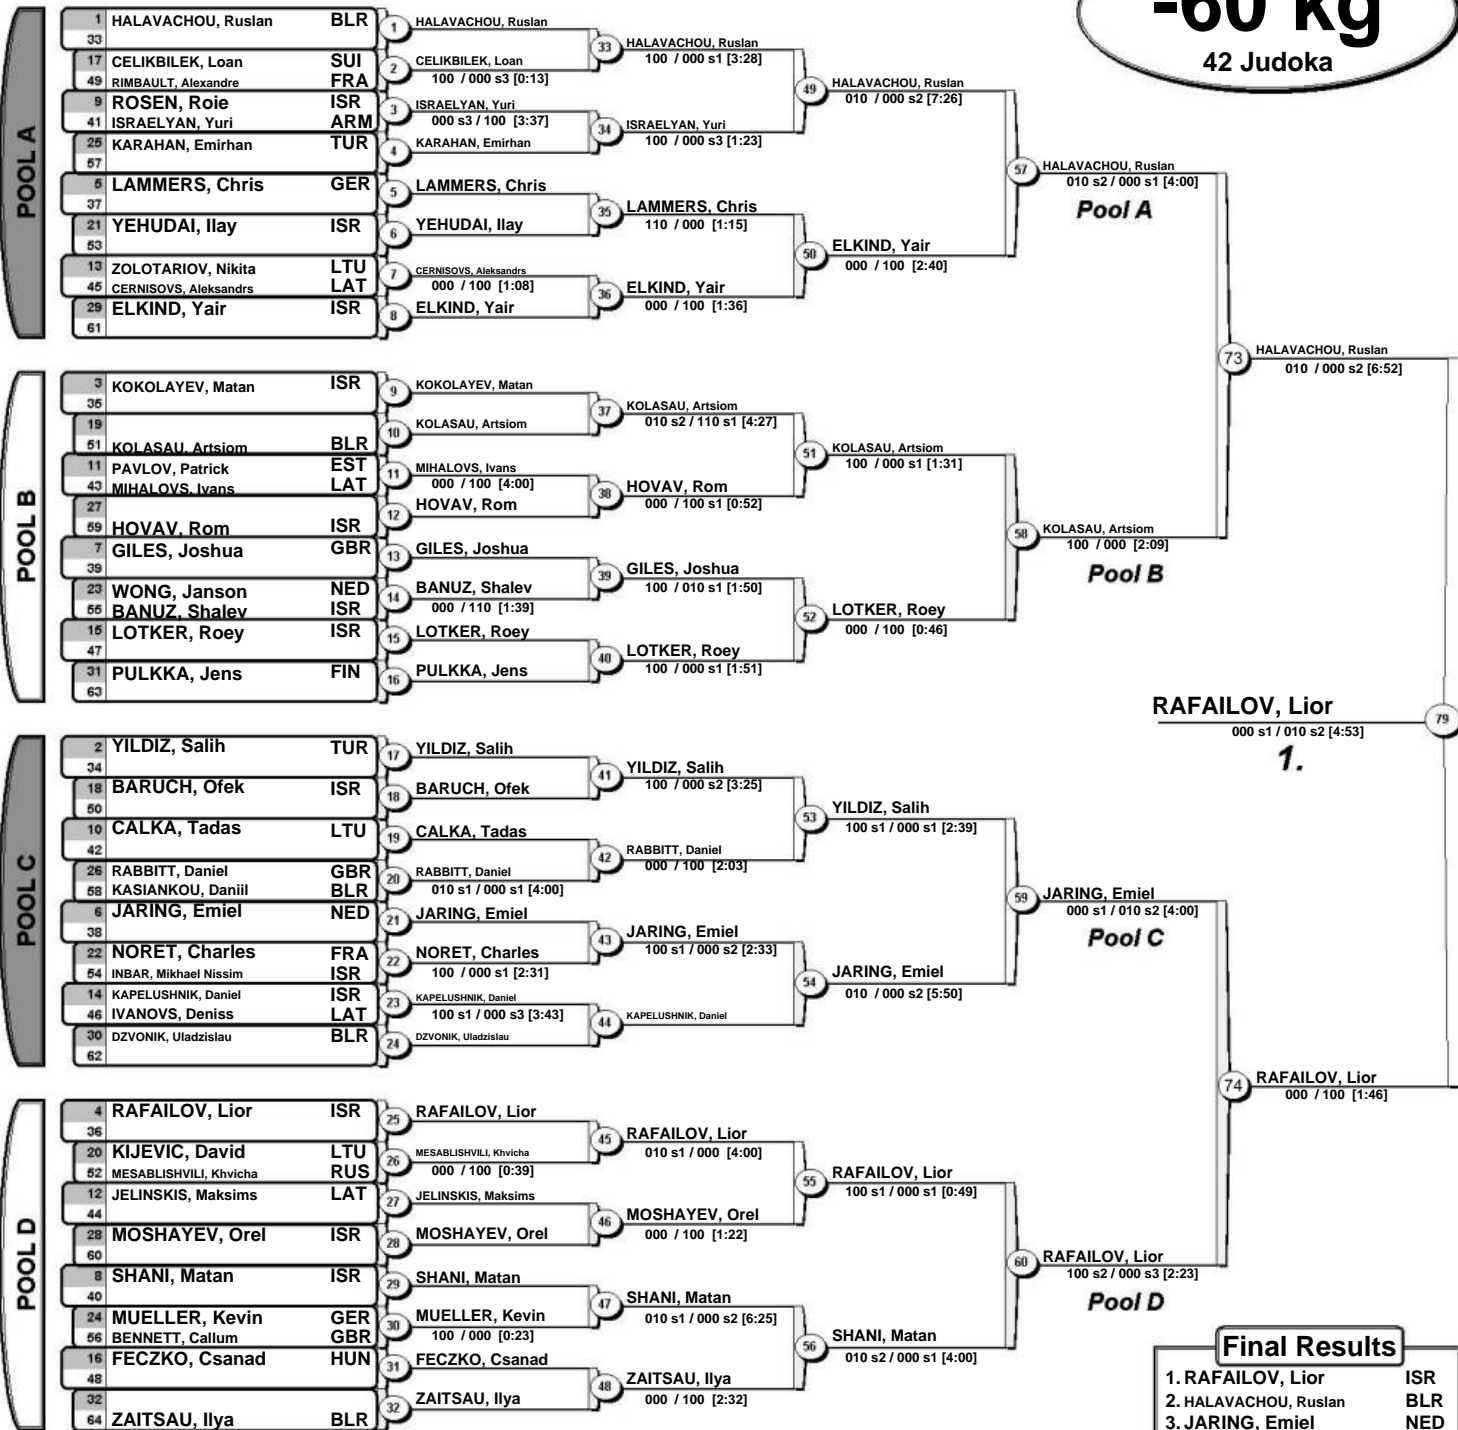 -60 kg
42 Judoka
POOL A
1 HALAVACHOU, Ruslan BLR
33
17 CELIKBILEK, Loan SUI
49 RIMBAULT, Alexandre FRA
9 ROSEN, Roie ISR
41 ISRAELYAN, Yuri ARM
25 KARAHAN, Emirhan TUR
57
5 LAMMERS, Chris GER
37
21 YEHUDAI, Ilay ISR
53
13 ZOLOTARIOV, Nikita LTU
45 CERNISOVS, Aleksandrs LAT
29 ELKIND, Yair ISR
61
1 HALAVACHOU, Ruslan
2 CELIKBILEK, Loan
100 / 000 s3 [0:13]
3 ISRAELYAN, Yuri
000 s3 / 100 [3:37]
4 KARAHAN, Emirhan
5 LAMMERS, Chris
6 YEHUDAI, Ilay
7 CERNISOVS, Aleksandrs
000 / 100 [1:08]
8 ELKIND, Yair
33 HALAVACHOU, Ruslan
100 / 000 s1 [3:28]
34 ISRAELYAN, Yuri
100 / 000 s3 [1:23]
35 LAMMERS, Chris
110 / 000 [1:15]
36 ELKIND, Yair
000 / 100 [1:36]
49 HALAVACHOU, Ruslan
010 / 000 s2 [7:26]
50 ELKIND, Yair
000 / 100 [2:40]
57 HALAVACHOU, Ruslan
010 s2 / 000 s1 [4:00]
Pool A
POOL B
3 KOKOLAYEV, Matan ISR
35
19
51 KOLASAU, Artsiom BLR
11 PAVLOV, Patrick EST
43 MIHALOVS, Ivans LAT
27
59 HOVAV, Rom ISR
7 GILES, Joshua GBR
39
23 WONG, Janson NED
55 BANUZ, Shalev ISR
15 LOTKER, Roey ISR
47
31 PULKKA, Jens FIN
63
9 KOKOLAYEV, Matan
10 KOLASAU, Artsiom
11 MIHALOVS, Ivans
000 / 100 [4:00]
12 HOVAV, Rom
13 GILES, Joshua
14 BANUZ, Shalev
000 / 110 [1:39]
15 LOTKER, Roey
16 PULKKA, Jens
37 KOLASAU, Artsiom
010 s2 / 110 s1 [4:27]
38 HOVAV, Rom
000 / 100 s1 [0:52]
39 GILES, Joshua
100 / 010 s1 [1:50]
40 LOTKER, Roey
100 / 000 s1 [1:51]
51 KOLASAU, Artsiom
100 / 000 s1 [1:31]
52 LOTKER, Roey
000 / 100 [0:46]
58 KOLASAU, Artsiom
100 / 000 [2:09]
Pool B
73 HALAVACHOU, Ruslan
010 / 000 s2 [6:52]
RAFAILOV, Lior 79
000 s1 / 010 s2 [4:53]
1.
POOL C
2 YILDIZ, Salih TUR
34
18 BARUCH, Ofek ISR
50
10 CALKA, Tadas LTU
42
26 RABBITT, Daniel GBR
58 KASIANKOU, Daniil BLR
6 JARING, Emiel NED
38
22 NORET, Charles FRA
54 INBAR, Mikhael Nissim ISR
14 KAPELUSHNIK, Daniel ISR
46 IVANOVS, Deniss LAT
30 DZVONIK, Uladzislau BLR
62
17 YILDIZ, Salih
18 BARUCH, Ofek
19 CALKA, Tadas
20 RABBITT, Daniel
010 s1 / 000 s1 [4:00]
21 JARING, Emiel
22 NORET, Charles
100 / 000 s1 [2:31]
23 KAPELUSHNIK, Daniel
100 s1 / 000 s3 [3:43]
24 DZVONIK, Uladzislau
41 YILDIZ, Salih
100 / 000 s2 [3:25]
42 RABBITT, Daniel
000 / 100 [2:03]
43 JARING, Emiel
100 s1 / 000 s2 [2:33]
44 KAPELUSHNIK, Daniel
53 YILDIZ, Salih
100 s1 / 000 s1 [2:39]
54 JARING, Emiel
010 / 000 s2 [5:50]
59 JARING, Emiel
000 s1 / 010 s2 [4:00]
Pool C
POOL D
4 RAFAILOV, Lior ISR
36
20 KIJEVIC, David LTU
52 MESABLISHVILI, Khvicha RUS
12 JELINSKIS, Maksims LAT
44
28 MOSHAYEV, Orel ISR
60
8 SHANI, Matan ISR
40
24 MUELLER, Kevin GER
56 BENNETT, Callum GBR
16 FECZKO, Csanad HUN
48
32
64 ZAITSAU, Ilya BLR
25 RAFAILOV, Lior
26 MESABLISHVILI, Khvicha
000 / 100 [0:39]
27 JELINSKIS, Maksims
28 MOSHAYEV, Orel
29 SHANI, Matan
30 MUELLER, Kevin
100 / 000 [0:23]
31 FECZKO, Csanad
32 ZAITSAU, Ilya
45 RAFAILOV, Lior
010 s1 / 000 [4:00]
46 MOSHAYEV, Orel
000 / 100 [1:22]
47 SHANI, Matan
010 s1 / 000 s2 [6:25]
48 ZAITSAU, Ilya
000 / 100 [2:32]
55 RAFAILOV, Lior
100 s1 / 000 s1 [0:49]
56 SHANI, Matan
010 s2 / 000 s1 [4:00]
60 RAFAILOV, Lior
100 s2 / 000 s3 [2:23]
Pool D
74 RAFAILOV, Lior
000 / 100 [1:46]
Final Results
1. RAFAILOV, Lior ISR
2. HALAVACHOU, Ruslan BLR
3. JARING, Emiel NED